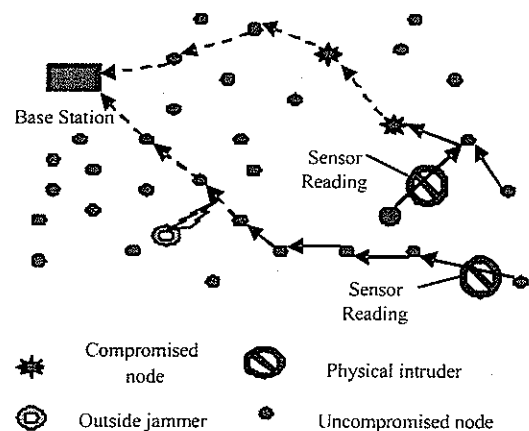 Base Station
Sensor
Reading
Sensor
Reading
Compromised
node
Physical intruder
Outside jammer
Uncompromised node